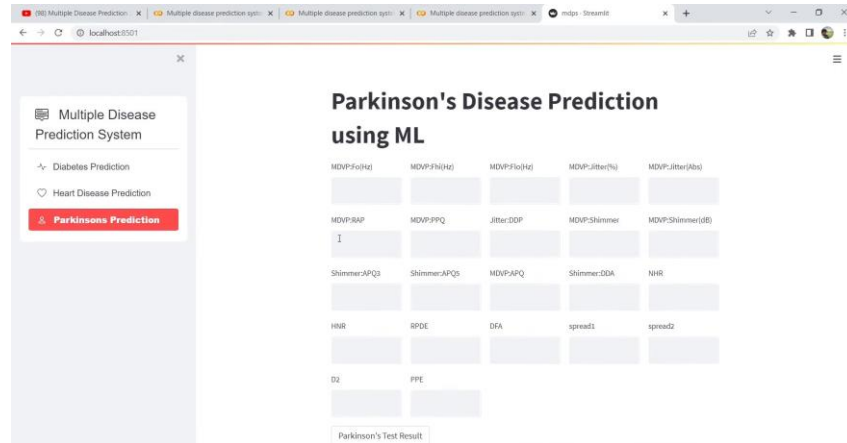 (98) Multiple Disease Prediction
Multiple disease prediction syste
Multiple disease prediction syste
Multiple disease prediction syste
mdps · Streamlit
localhost:8501
Multiple Disease
Prediction System
Diabetes Prediction
Heart Disease Prediction
Parkinsons Prediction
Parkinson's Disease Prediction
using ML
MDVP:Fo(Hz) MDVP:Fhi(Hz) MDVP:Flo(Hz) MDVP:Jitter(%) MDVP:Jitter(Abs)
MDVP:RAP MDVP:PPQ Jitter:DDP MDVP:Shimmer MDVP:Shimmer(dB)
Shimmer:APQ3 Shimmer:APQ5 MDVP:APQ Shimmer:DDA NHR
HNR RPDE DFA spread1 spread2
D2 PPE
Parkinson's Test Result